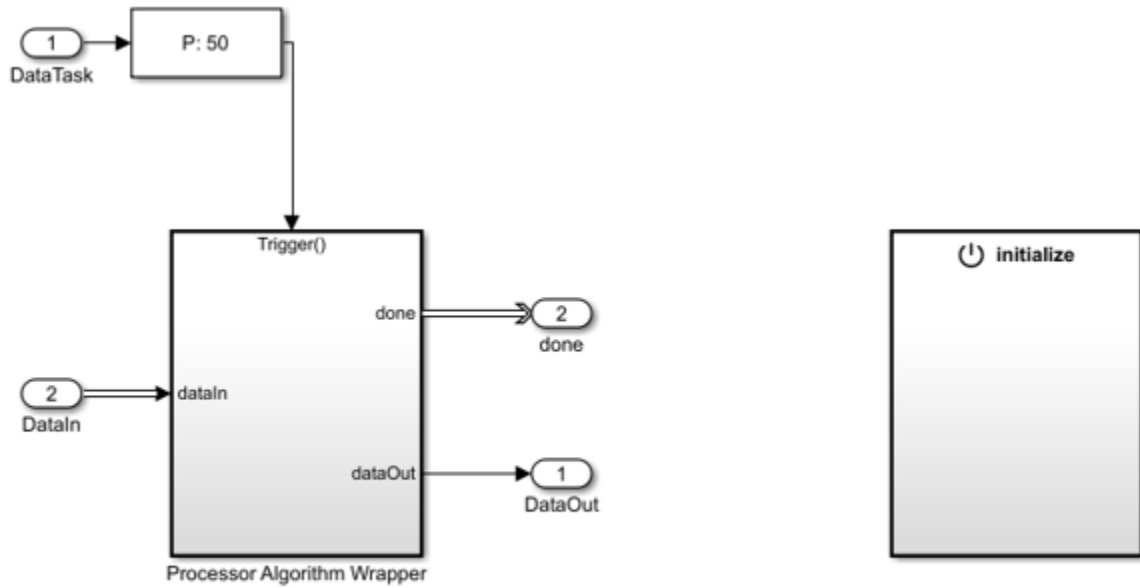 1
P: 50
DataTask
Trigger()
initialize
done
2
done
2
dataIn
DataIn
dataOut
1
DataOut
Processor Algorithm Wrapper